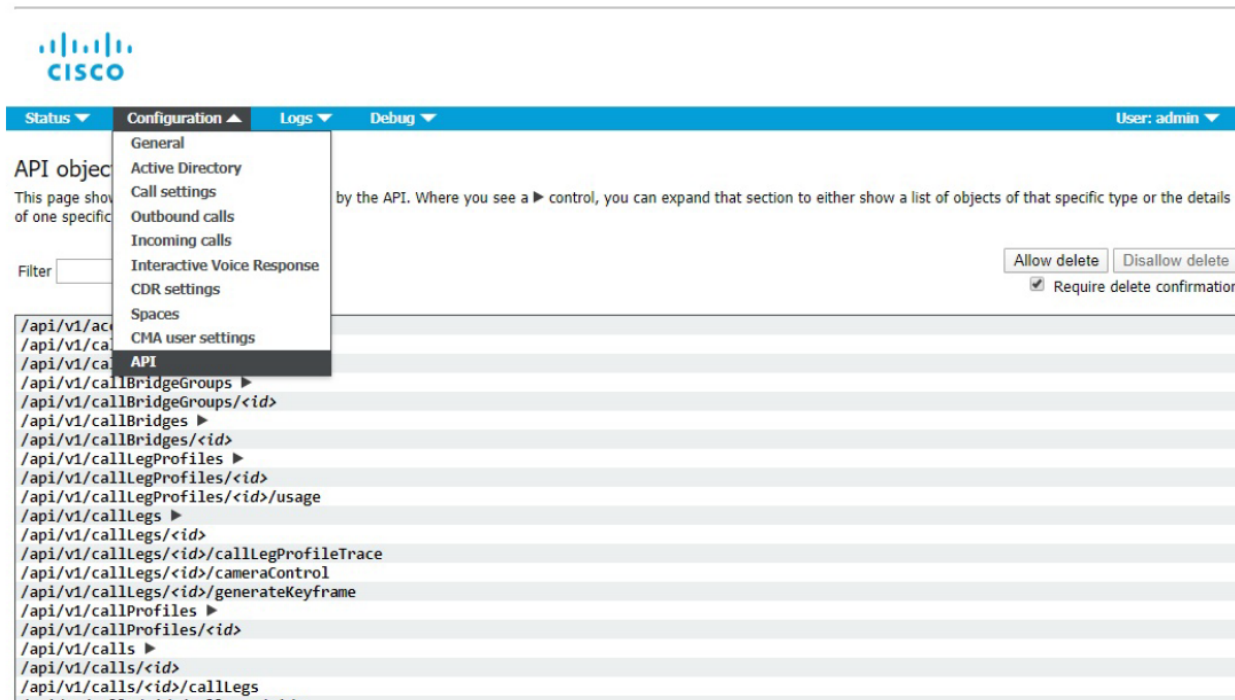 CISCO
Status Configuration Logs Debug User: admin
General
Active Directory
Call settings
Outbound calls
Incoming calls
Interactive Voice Response
CDR settings
Spaces
CMA user settings
API
API objec
This page show by the API. Where you see a ▶ control, you can expand that section to either show a list of objects of that specific type or the details
of one specific
Filter Allow delete Disallow delete
Require delete confirmation
/api/v1/acc
/api/v1/cal
/api/v1/cal
/api/v1/callBridgeGroups ▶
/api/v1/callBridgeGroups/<id>
/api/v1/callBridges ▶
/api/v1/callBridges/<id>
/api/v1/callLegProfiles ▶
/api/v1/callLegProfiles/<id>
/api/v1/callLegProfiles/<id>/usage
/api/v1/callLegs ▶
/api/v1/callLegs/<id>
/api/v1/callLegs/<id>/callLegProfileTrace
/api/v1/callLegs/<id>/cameraControl
/api/v1/callLegs/<id>/generateKeyframe
/api/v1/callProfiles ▶
/api/v1/callProfiles/<id>
/api/v1/calls ▶
/api/v1/calls/<id>
/api/v1/calls/<id>/callLegs